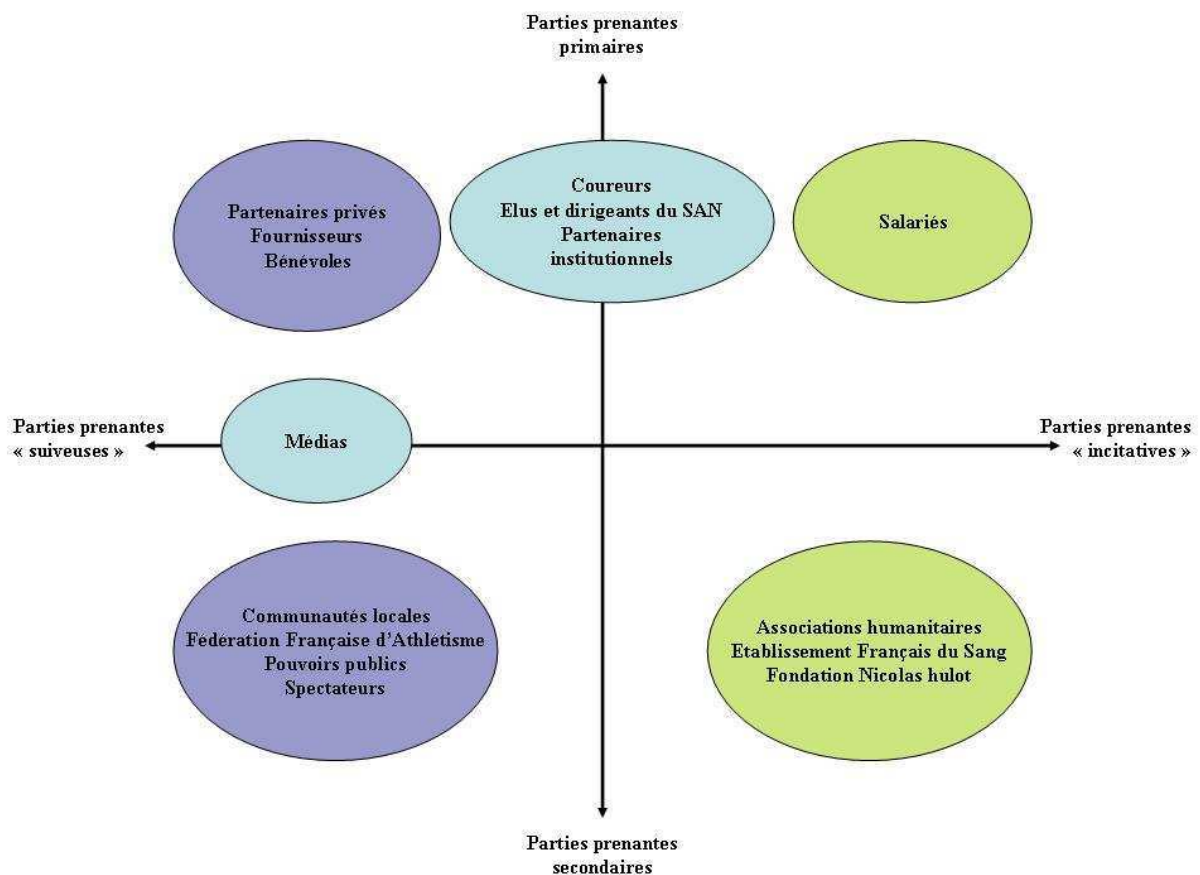 Parties prenantes
primaires
Partenaires privés
Fournisseurs
Bénévoles
Coureurs
Elus et dirigeants du SAN
Partenaires
institutionnels
Salariés
Parties prenantes
« suiveuses »
Médias
Parties prenantes
« incitatives »
Communautés locales
Fédération Française d'Athlétisme
Pouvoirs publics
Spectateurs
Associations humanitaires
Etablissement Français du Sang
Fondation Nicolas hulot
Parties prenantes
secondaires